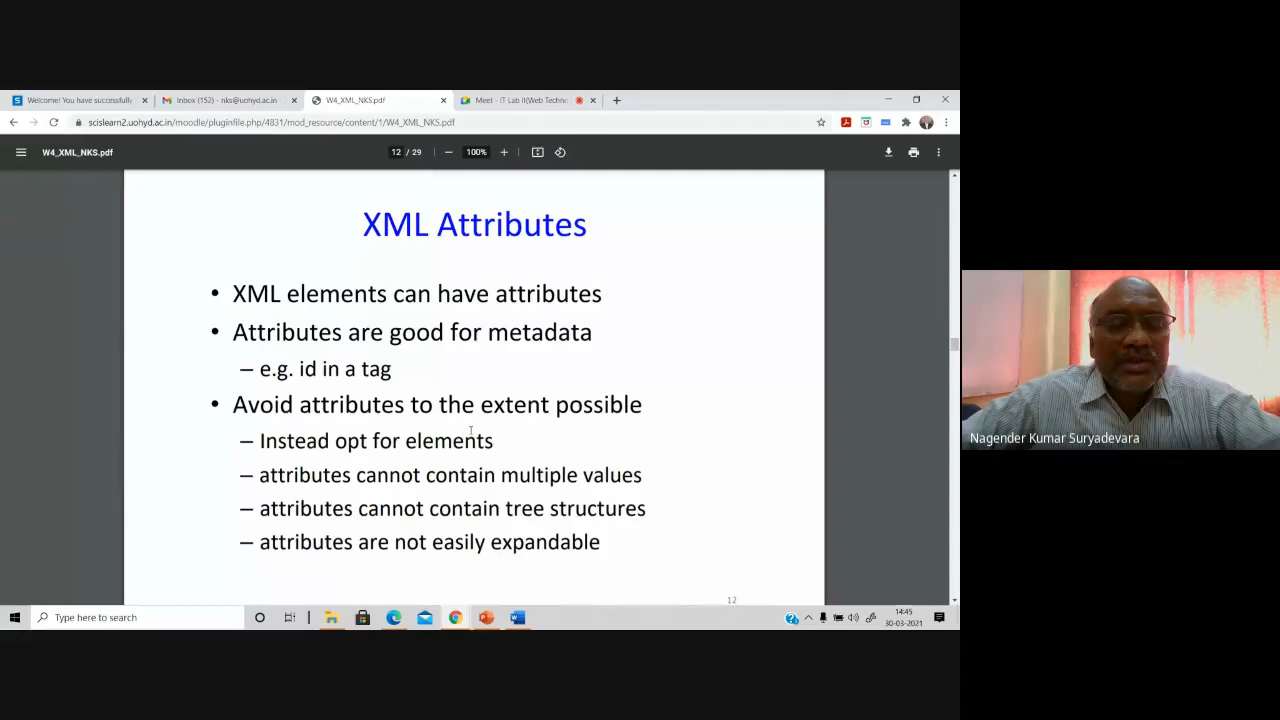 Welcome! You have successfully
Inbox (152) - nks@uohyd.ac.in
W4_XML_NKS.pdf
Meet - IT Lab II(Web Techno
scislearn2.uohyd.ac.in/moodle/pluginfile.php/4831/mod_resource/content/1/W4_XML_NKS.pdf
W4_XML_NKS.pdf
12 / 29
100%
XML Attributes
• XML elements can have attributes
• Attributes are good for metadata
– e.g. id in a tag
• Avoid attributes to the extent possible
– Instead opt for elements
– attributes cannot contain multiple values
– attributes cannot contain tree structures
– attributes are not easily expandable
12
Nagender Kumar Suryadevara
Type here to search
14:45
30-03-2021